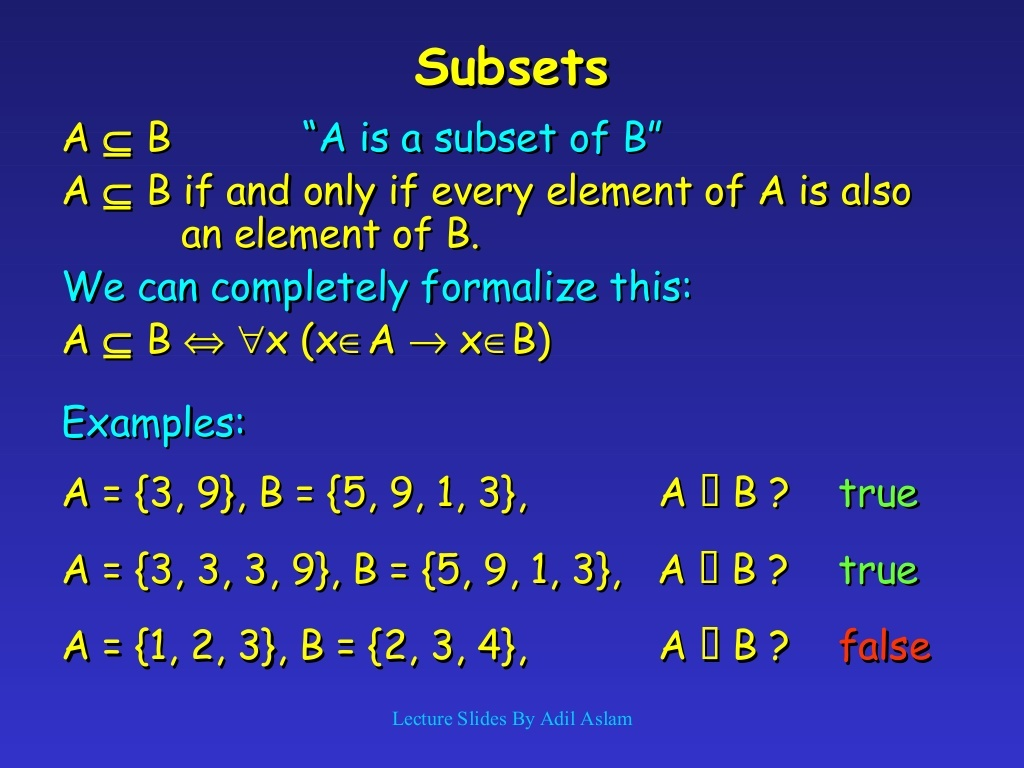 Subsets
A ⊆ B “A is a subset of B”
A ⊆ B if and only if every element of A is also
an element of B.
We can completely formalize this:
A ⊆ B ⇔ ∀x (x∈A → x∈B)
Examples:
A = {3, 9}, B = {5, 9, 1, 3}, A ▯ B ? true
A = {3, 3, 3, 9}, B = {5, 9, 1, 3}, A ▯ B ? true
A = {1, 2, 3}, B = {2, 3, 4}, A ▯ B ? false
Lecture Slides By Adil Aslam